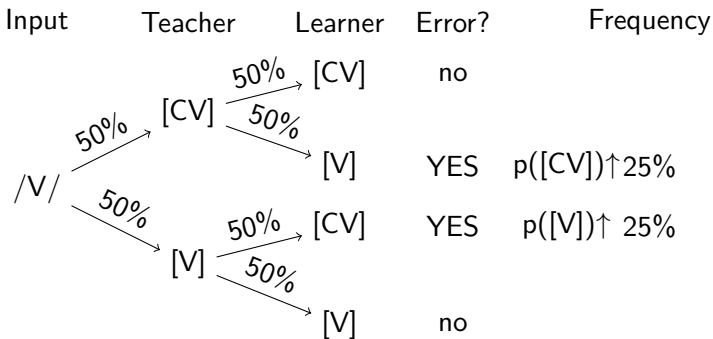 Input Teacher Learner Error? Frequency
50% [CV] no
50% [CV] 50%
[V] YES p([CV])↑25%
/V/
50% 50% [CV] YES p([V])↑ 25%
[V] 50%
[V] no